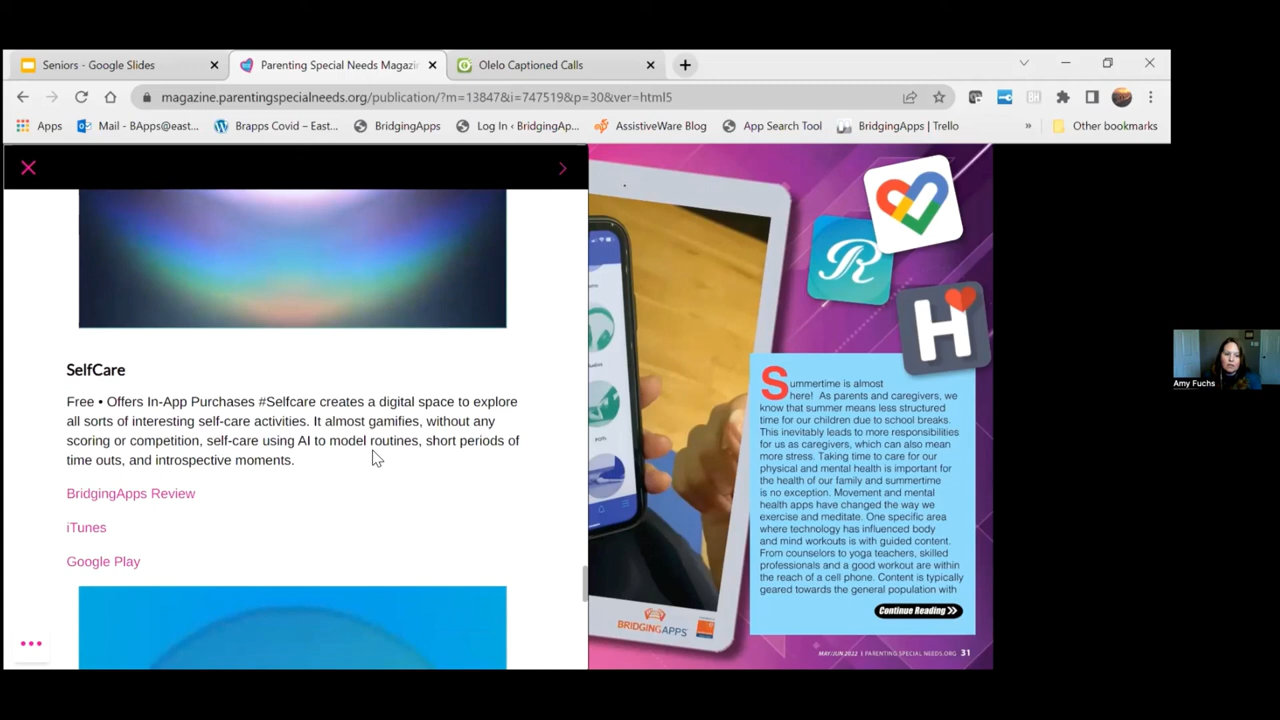 Seniors - Google Slides
Parenting Special Needs Magazin
Olelo Captioned Calls
magazine.parentingspecialneeds.org/publication/?m=13847&i=747519&p=30&ver=html5
Apps
Mail - BApps@east...
Brapps Covid – East...
BridgingApps
Log In ‹ BridgingAp...
AssistiveWare Blog
App Search Tool
BridgingApps | Trello
»
Other bookmarks
SelfCare
Free • Offers In-App Purchases #Selfcare creates a digital space to explore
all sorts of interesting self-care activities. It almost gamifies, without any
scoring or competition, self-care using AI to model routines, short periods of
time outs, and introspective moments.
BridgingApps Review
iTunes
Google Play
R
H
Summertime is almost
here! As parents and caregivers, we
know that summer means less structured
time for our children due to school breaks.
This inevitably leads to more responsibilities
for us as caregivers, which can also mean
more stress. Taking time to care for our
physical and mental health is important for
the health of our family and summertime
is no exception. Movement and mental
health apps have changed the way we
exercise and meditate. One specific area
where technology has influenced body
and mind workouts is with guided content.
From counselors to yoga teachers, skilled
professionals and a good workout are within
the reach of a cell phone. Content is typically
geared towards the general population with
Continue Reading >>
BRIDGINGAPPS
MAY/JUN.2022 | PARENTING.SPECIAL.NEEDS.ORG 31
Amy Fuchs